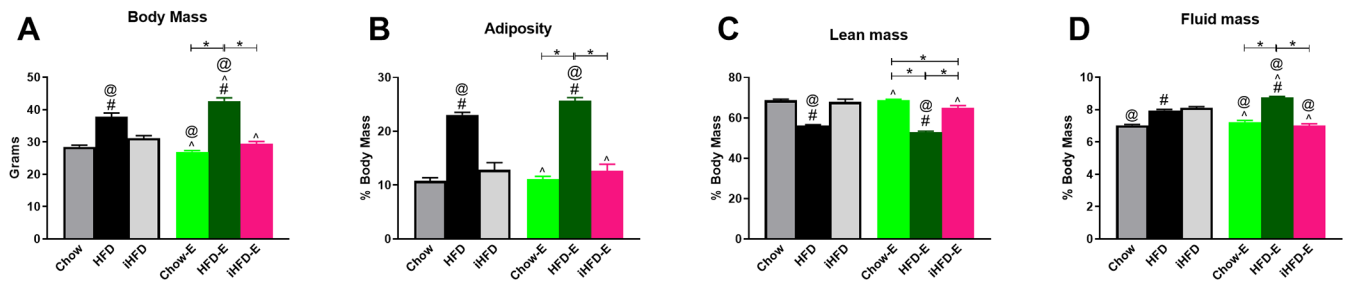 A
Body Mass
* *
@
^
#
@
#
@
^
^
50
40
30
20
10
0
Grams
Chow
HFD
iHFD
Chow-E
HFD-E
iHFD-E
B
Adiposity
* *
@
^
#
@
#
^
^
30
20
10
0
% Body Mass
Chow
HFD
iHFD
Chow-E
HFD-E
iHFD-E
C
Lean mass
*
* *
^
@
#
@
#
^
80
60
40
20
0
% Body Mass
Chow
HFD
iHFD
Chow-E
HFD-E
iHFD-E
D
Fluid mass
* *
@
^
#
@
#
@
^
@
^
10
8
6
4
2
0
% Body Mass
Chow
HFD
iHFD
Chow-E
HFD-E
iHFD-E